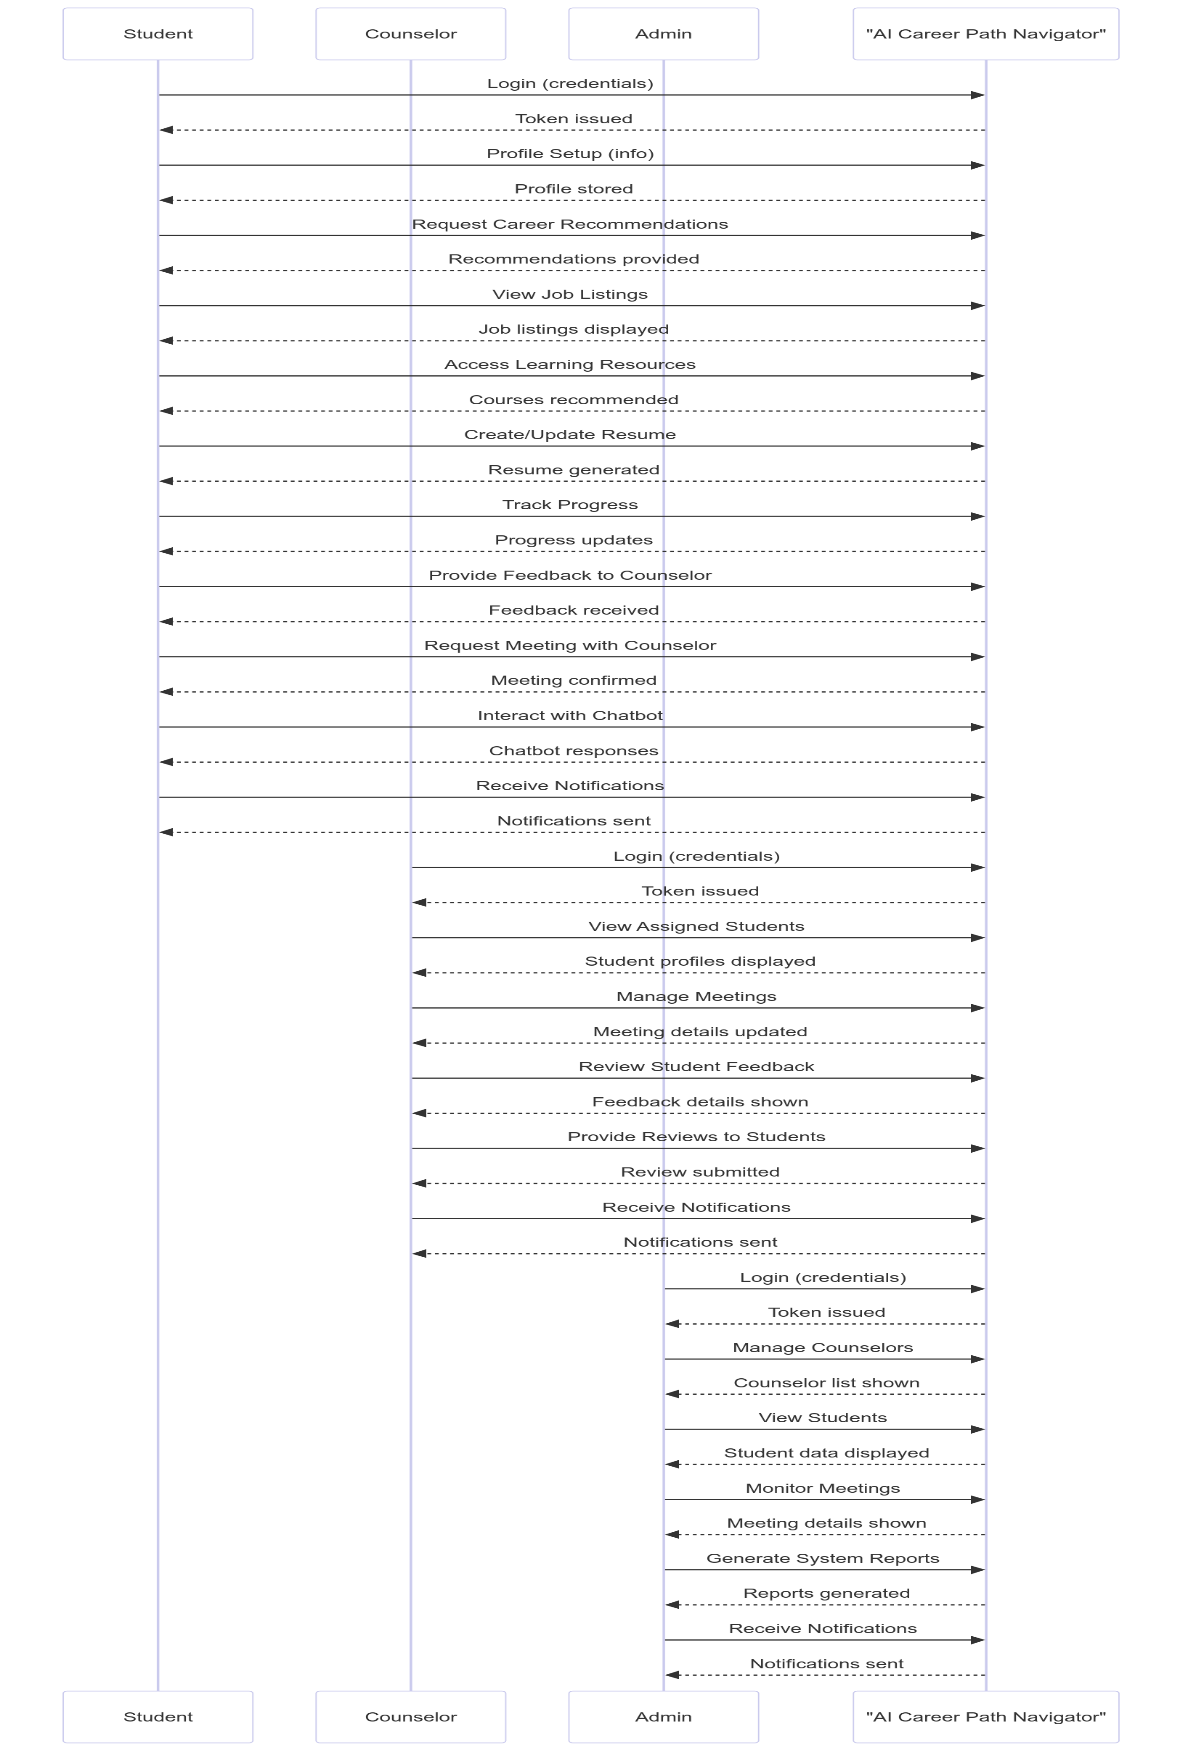 Student
Counselor
Admin
"AI Career Path Navigator"
Login (credentials)
Token issued
Profile Setup (info)
Profile stored
Request Career Recommendations
Recommendations provided
View Job Listings
Job listings displayed
Access Learning Resources
Courses recommended
Create/Update Resume
Resume generated
Track Progress
Progress updates
Provide Feedback to Counselor
Feedback received
Request Meeting with Counselor
Meeting confirmed
Interact with Chatbot
Chatbot responses
Receive Notifications
Notifications sent
Login (credentials)
Token issued
View Assigned Students
Student profiles displayed
Manage Meetings
Meeting details updated
Review Student Feedback
Feedback details shown
Provide Reviews to Students
Review submitted
Receive Notifications
Notifications sent
Login (credentials)
Token issued
Manage Counselors
Counselor list shown
View Students
Student data displayed
Monitor Meetings
Meeting details shown
Generate System Reports
Reports generated
Receive Notifications
Notifications sent
Student
Counselor
Admin
"AI Career Path Navigator"